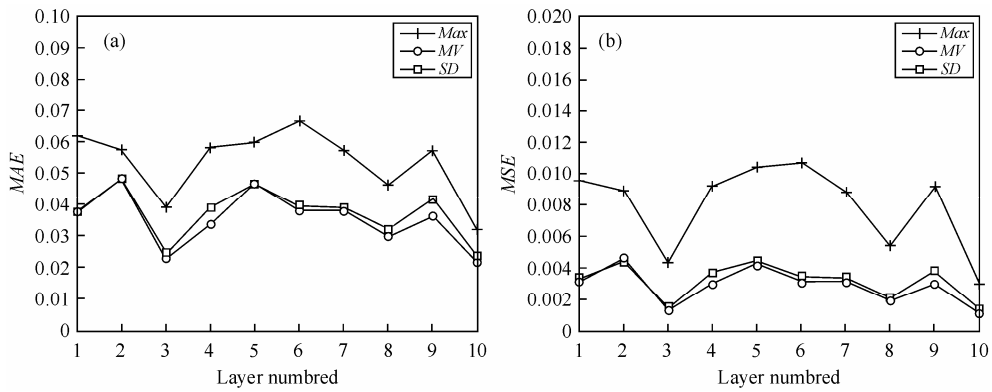 (a)
Max
MV
SD
0.10
0.09
0.08
0.07
0.06
0.05
0.04
0.03
0.02
0.01
0
MAE
1 2 3 4 5 6 7 8 9 10
Layer numbred
(b)
Max
MV
SD
0.020
0.018
0.016
0.014
0.012
0.010
0.008
0.006
0.004
0.002
0
MSE
1 2 3 4 5 6 7 8 9 10
Layer numbred